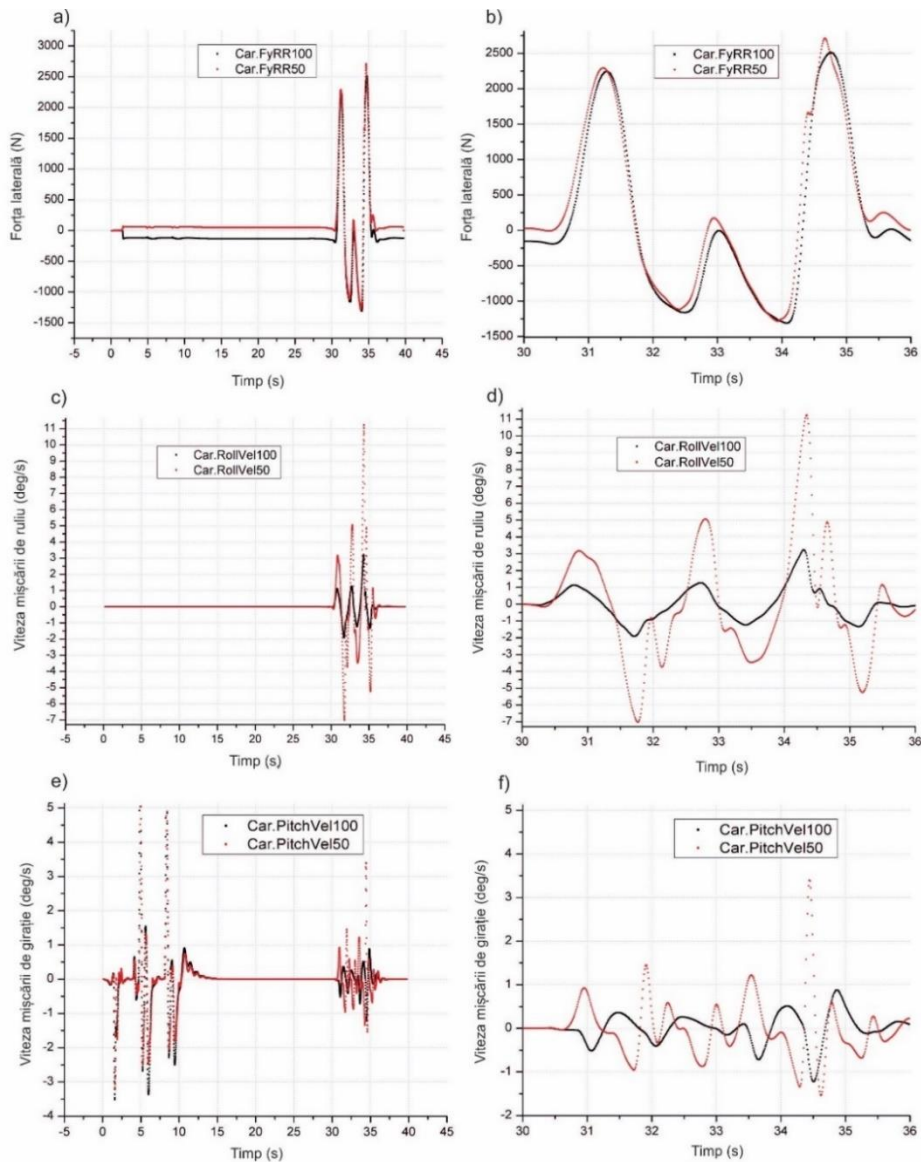 a)
Car.FyRR100
Car.FyRR50
Forța laterală (N)
3000
2500
2000
1500
1000
500
0
-500
-1000
-1500
-5 0 5 10 15 20 25 30 35 40 45
Timp (s)
b)
Car.FyRR100
Car.FyRR50
Forța laterală (N)
2500
2000
1500
1000
500
0
-500
-1000
-1500
30 31 32 33 34 35 36
Timp (s)
c)
Car.RollVel100
Car.RollVel50
Viteza mișcării de ruliu (deg/s)
11
10
9
8
7
6
5
4
3
2
1
0
-1
-2
-3
-4
-5
-6
-7
-5 0 5 10 15 20 25 30 35 40 45
Timp (s)
d)
Car.RollVel100
Car.RollVel50
Viteza mișcării de ruliu (deg/s)
11
10
9
8
7
6
5
4
3
2
1
0
-1
-2
-3
-4
-5
-6
-7
30 31 32 33 34 35 36
Timp (s)
e)
Car.PitchVel100
Car.PitchVel50
Viteza mișcării de girație (deg/s)
5
4
3
2
1
0
-1
-2
-3
-4
-5 0 5 10 15 20 25 30 35 40 45
Timp (s)
f)
Car.PitchVel100
Car.PitchVel50
Viteza mișcării de girație (deg/s)
5
4
3
2
1
0
-1
-2
30 31 32 33 34 35 36
Timp (s)